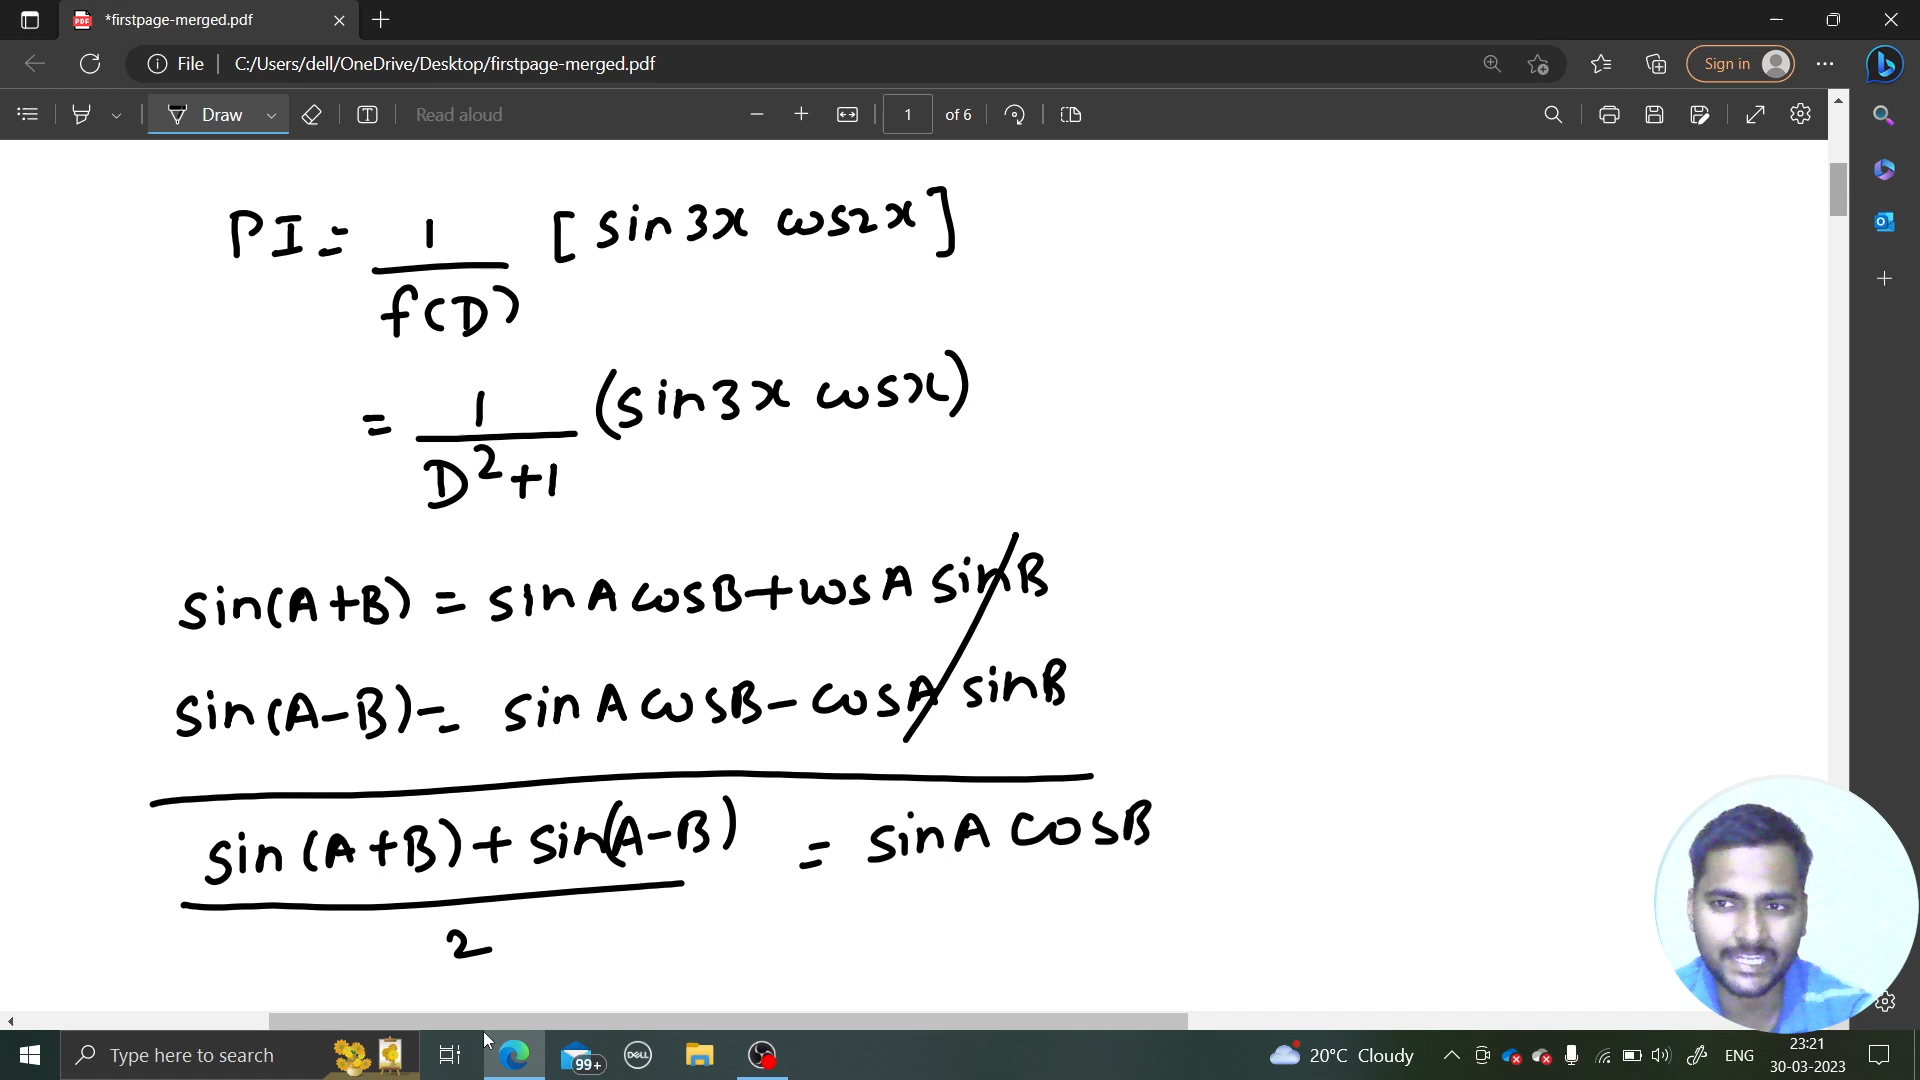 *firstpage-merged.pdf
File
C:/Users/dell/OneDrive/Desktop/firstpage-merged.pdf
Sign in
Draw
Read aloud
1 of 6
PI = 1/f(D) [sin3x cos2x]
= 1/D²+1 (sin3x cosx)
sin(A+B) = sinA cosB + cosA sinB
sin(A-B) = sinA cosB - cosA sinB
sin(A+B) + sin(A-B) / 2 = sinA cosB
Type here to search
99+
DELL
20°C Cloudy
ENG
23:21
30-03-2023